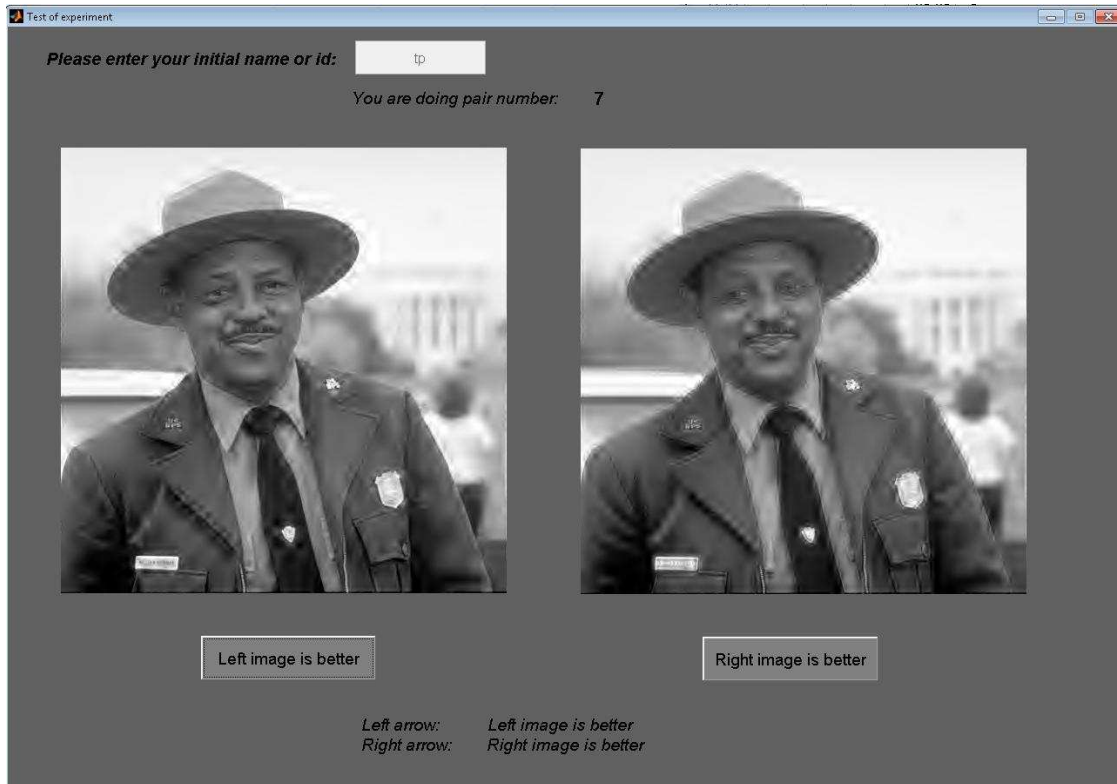 Test of experiment
Please enter your initial name or id: tp
You are doing pair number: 7
Left image is better Right image is better
Left arrow: Left image is better
Right arrow: Right image is better